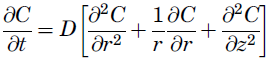 ∂C/∂t = D[∂²C/∂r² + 1/r ∂C/∂r + ∂²C/∂z²]